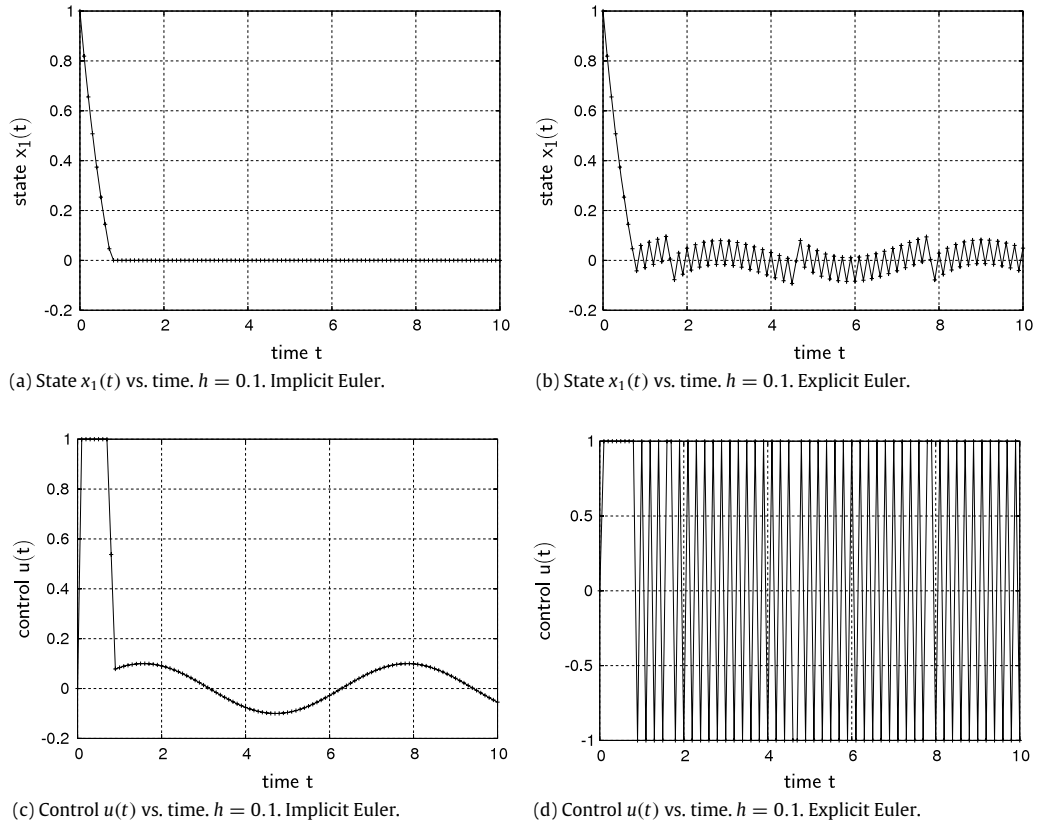 1
0.8
0.6
0.4
0.2
0
-0.2
state x₁(t)
0 2 4 6 8 10
time t
(a) State x₁(t) vs. time. h = 0.1. Implicit Euler.
1
0.8
0.6
0.4
0.2
0
-0.2
state x₁(t)
0 2 4 6 8 10
time t
(b) State x₁(t) vs. time. h = 0.1. Explicit Euler.
1
0.8
0.6
0.4
0.2
0
-0.2
control u(t)
0 2 4 6 8 10
time t
(c) Control u(t) vs. time. h = 0.1. Implicit Euler.
1
0.5
0
-0.5
-1
control u(t)
0 2 4 6 8 10
time t
(d) Control u(t) vs. time. h = 0.1. Explicit Euler.